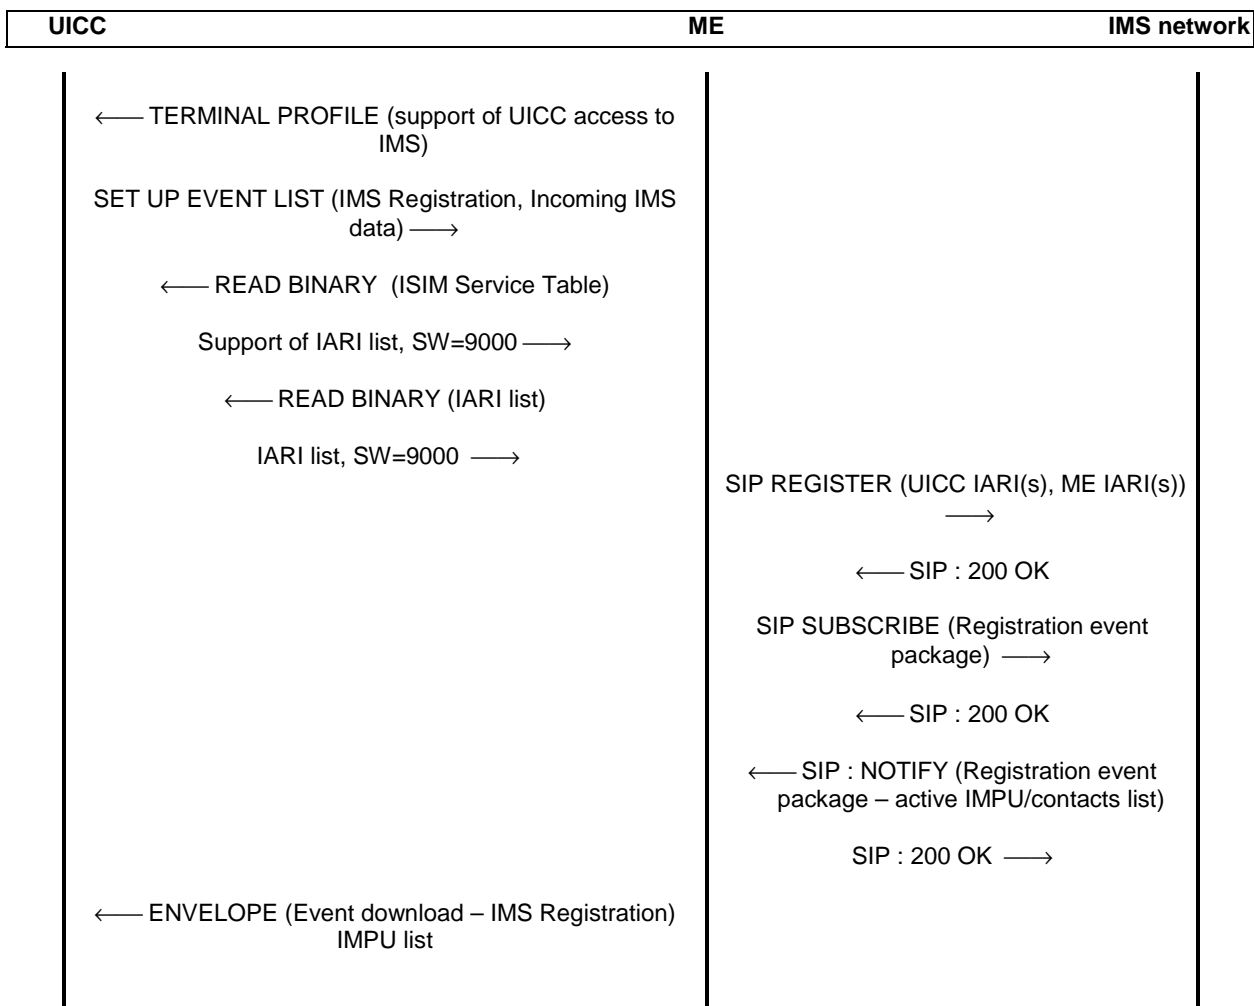 UICC ME IMS network
←— TERMINAL PROFILE (support of UICC access to
IMS)
SET UP EVENT LIST (IMS Registration, Incoming IMS
data) —→
←— READ BINARY (ISIM Service Table)
Support of IARI list, SW=9000 —→
←— READ BINARY (IARI list)
IARI list, SW=9000 —→
SIP REGISTER (UICC IARI(s), ME IARI(s))
—→
←— SIP : 200 OK
SIP SUBSCRIBE (Registration event
package) —→
←— SIP : 200 OK
←— SIP : NOTIFY (Registration event
package – active IMPU/contacts list)
SIP : 200 OK —→
←— ENVELOPE (Event download – IMS Registration)
IMPU list